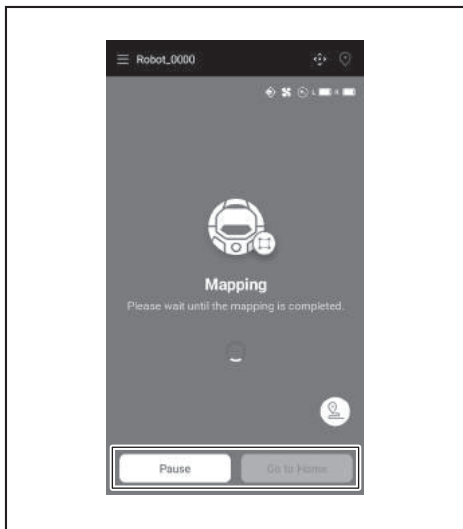 Robot_0000
L R
Mapping
Please wait until the mapping is completed.
Pause
Go to Home